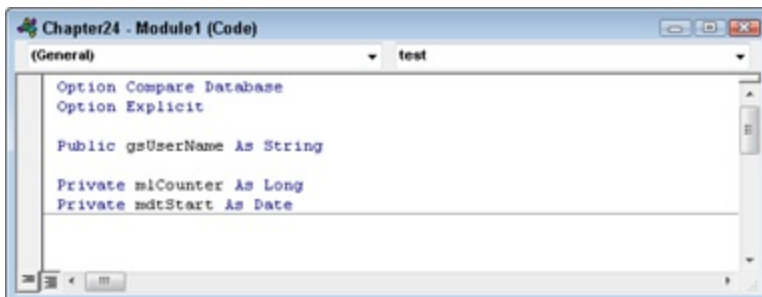 Chapter24 - Module1 (Code)
(General) test
Option Compare Database
Option Explicit
Public gsUserName As String
Private mlCounter As Long
Private mdtStart As Date